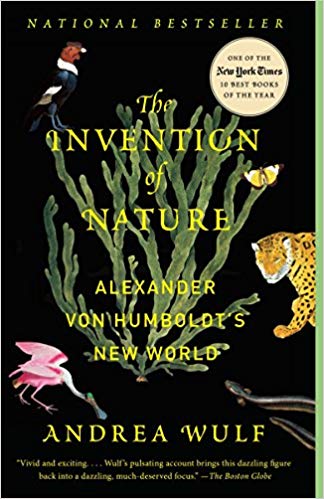 NATIONAL BESTSELLER
ONE OF THE
New York Times
10 BEST BOOKS
OF THE YEAR
The
INVENTION
of
NATURE
ALEXANDER
VON HUMBOLDT'S
NEW WORLD
ANDREA WULF
"Vivid and exciting. . . . Wulf's pulsating account brings this dazzling figure
back into a dazzling, much-deserved focus." —The Boston Globe